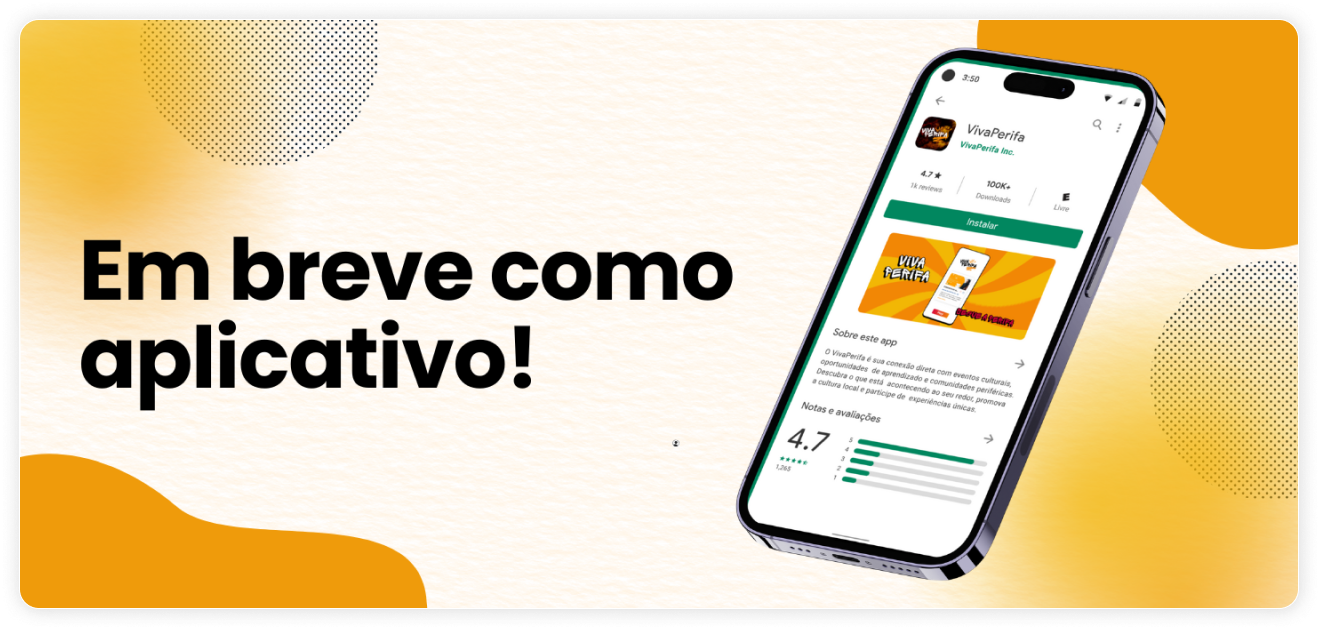 Em breve como
aplicativo!
3:50
VIVA
PERIFA
VivaPerifa
VivaPerifa Inc.
4.7 ★
1k reviews
100K+
Downloads
E
Livre
Instalar
VIVA
PERIFA
Sobre este app
O VivaPerifa é sua conexão direta com eventos culturais,
oportunidades de aprendizado e comunidades periféricas.
Descubra o que está acontecendo ao seu redor, promova
a cultura local e participe de experiências únicas.
Notas e avaliações
4.7
1,265
5
4
3
2
1